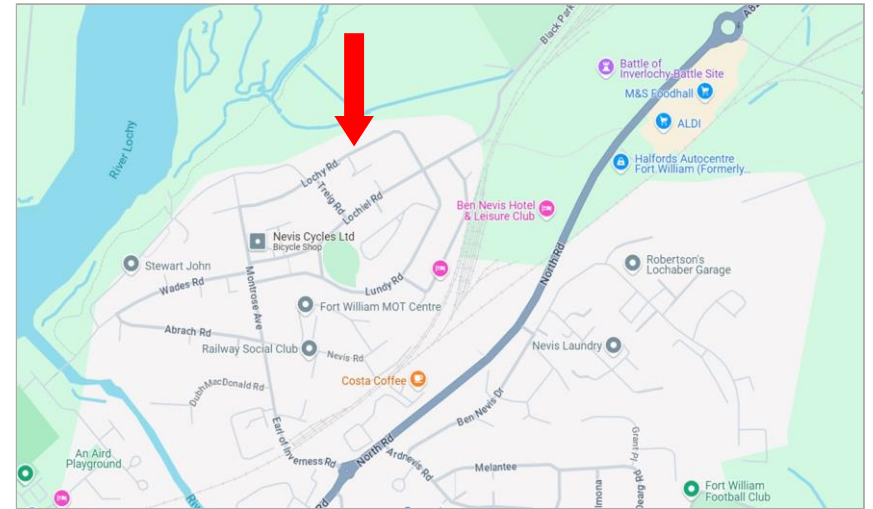 A82
Black Park
Battle of
Inverlochy-Battle Site
M&S Foodhall
ALDI
River Lochy
Lochy Rd
Halfords Autocentre
Fort William (Formerly...
Treig Rd
Lochiel Rd
Ben Nevis Hotel
& Leisure Club
Nevis Cycles Ltd
Bicycle Shop
North Rd
Stewart John
Robertson's
Lochaber Garage
Montrose Ave
Wades Rd
Lundy Rd
Fort William MOT Centre
Abrach Rd
Railway Social Club
Nevis Rd
Nevis Laundry
Costa Coffee
DubhMacDonald Rd
Ben Nevis Dr
Earl of Inverness Rd
North Rd
Ardnevis Rd
Grant Pl
An Aird
Playground
Melantee
Fort William
Football Club
Rd